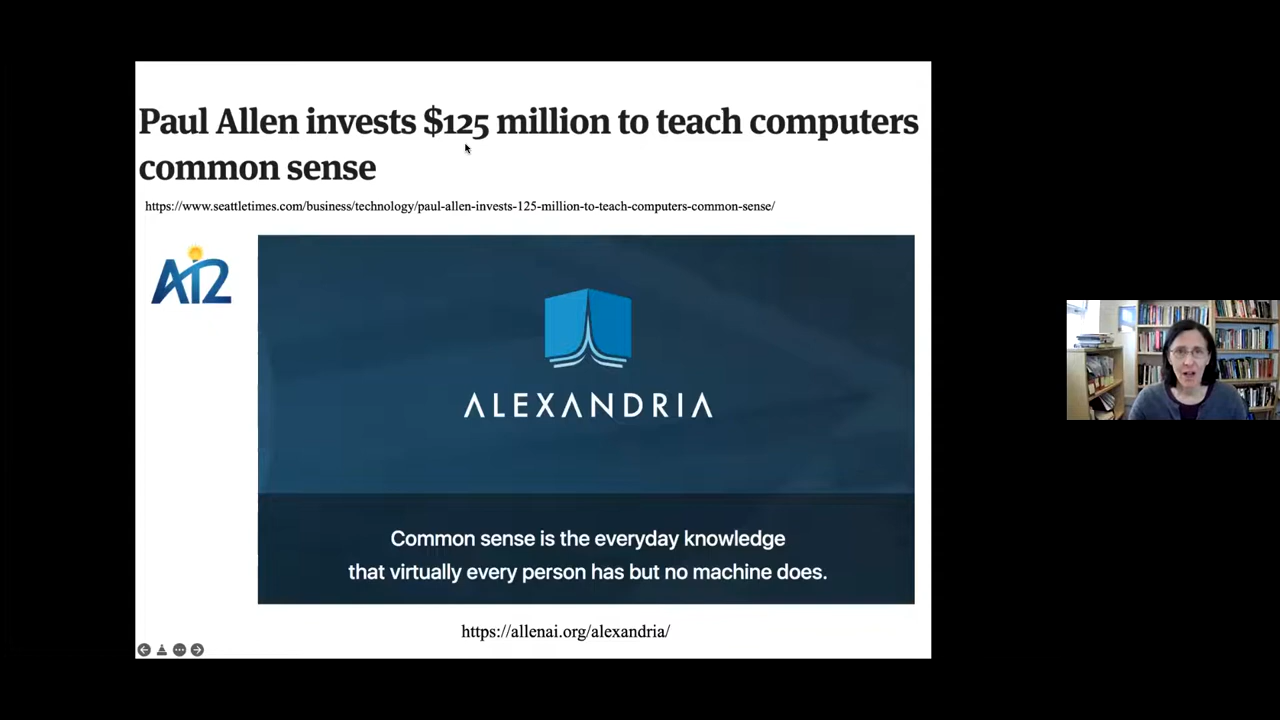 Paul Allen invests $125 million to teach computers
common sense
https://www.seattletimes.com/business/technology/paul-allen-invests-125-million-to-teach-computers-common-sense/
AI2
ALEXANDRIA
Common sense is the everyday knowledge
that virtually every person has but no machine does.
https://allenai.org/alexandria/